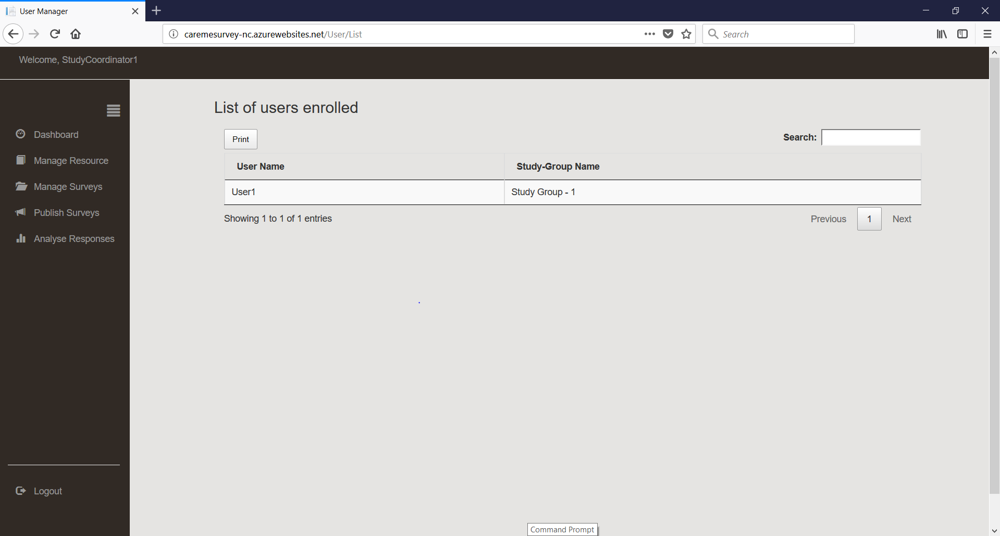 User Manager
caremesurvey-nc.azurewebsites.net/User/List
Search
Welcome, StudyCoordinator1
Dashboard
Manage Resource
Manage Surveys
Publish Surveys
Analyse Responses
Logout
List of users enrolled
Print
Search:
User Name Study-Group Name
User1 Study Group - 1
Showing 1 to 1 of 1 entries
Previous 1 Next
Command Prompt